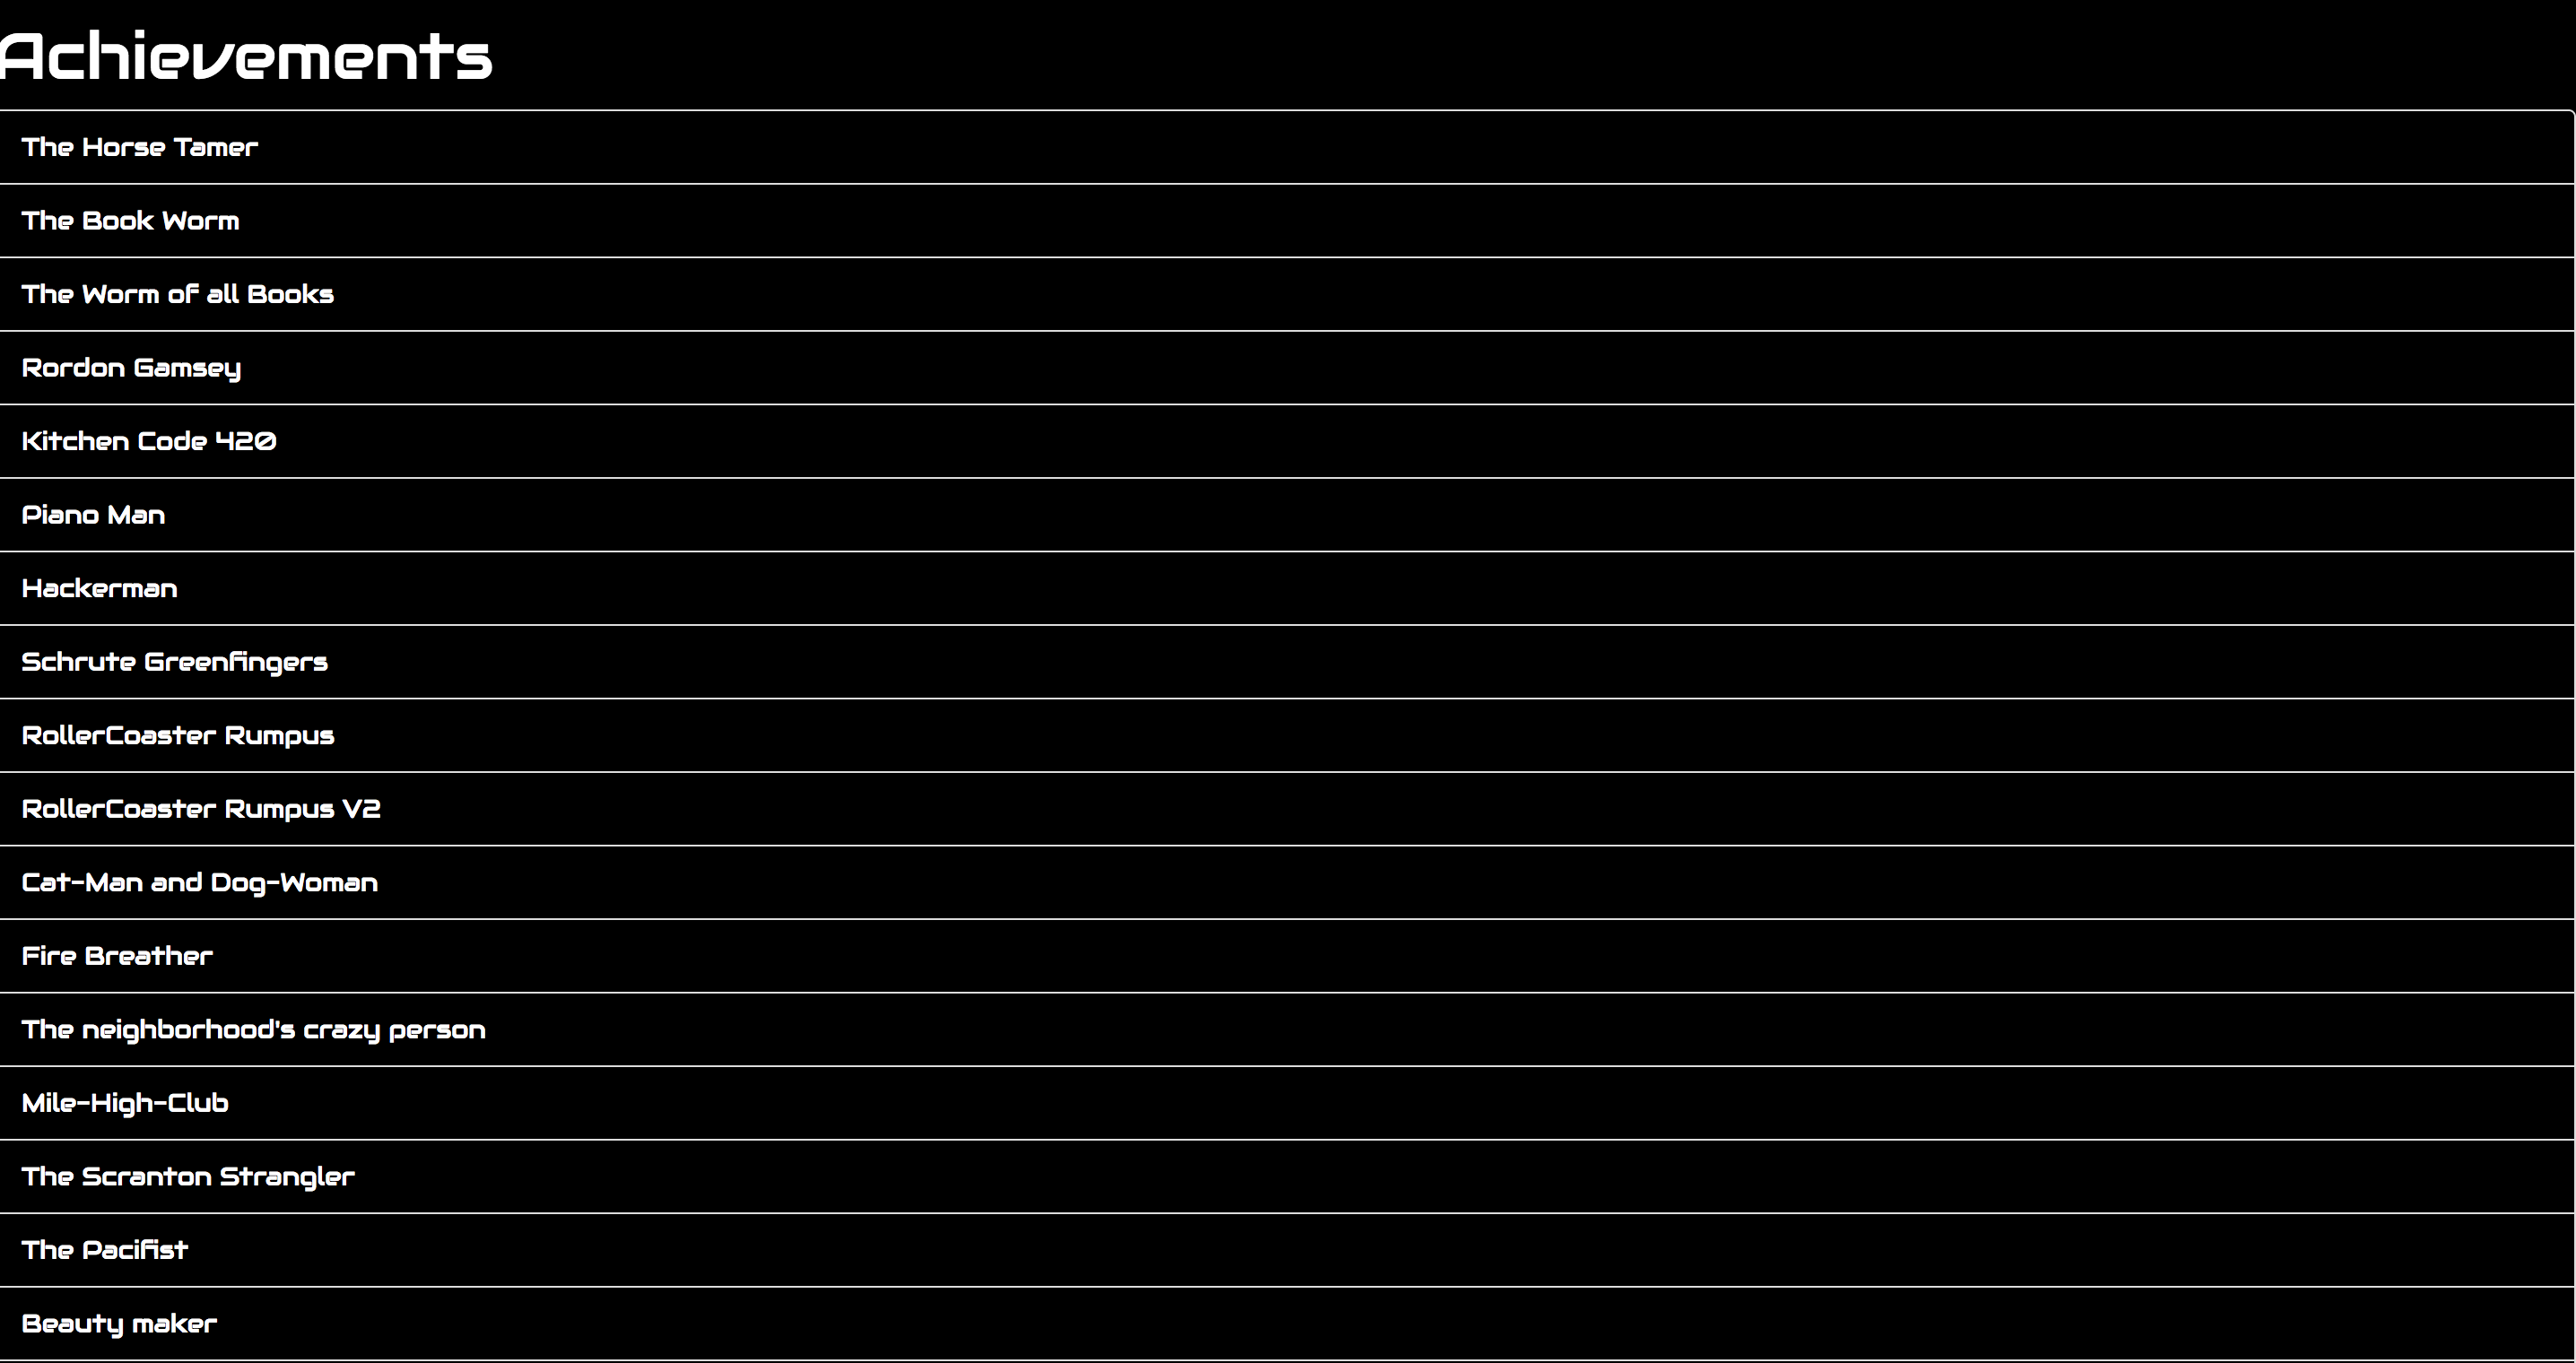 Achievements
The Horse Tamer
The Book Worm
The Worm of all Books
Rordon Gamsey
Kitchen Code 420
Piano Man
Hackerman
Schrute Greenfingers
RollerCoaster Rumpus
RollerCoaster Rumpus V2
Cat-Man and Dog-Woman
Fire Breather
The neighborhood's crazy person
Mile-High-Club
The Scranton Strangler
The Pacifist
Beauty maker